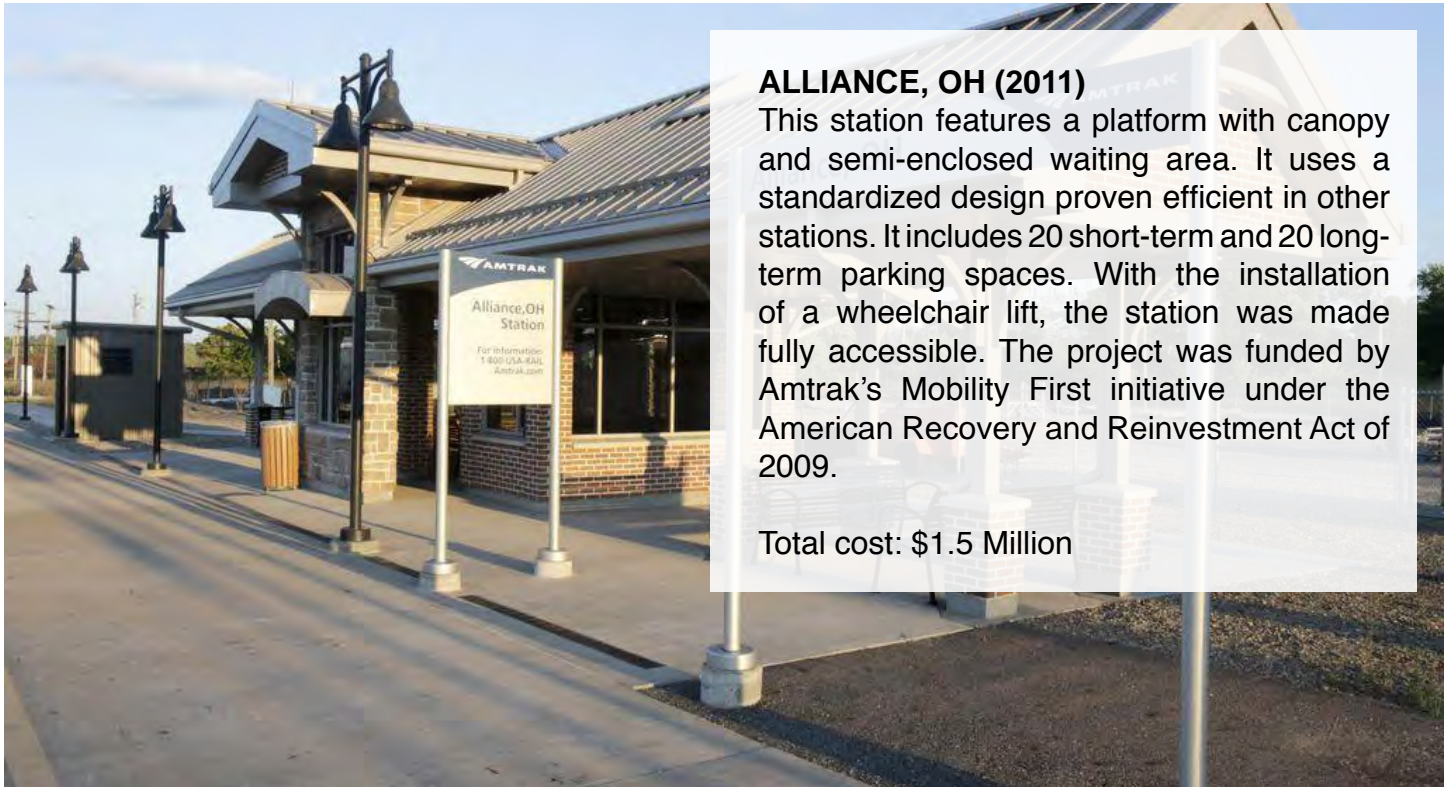 AMTRAK
Alliance,OH
Station
For information:
1-800-USA-RAIL
Amtrak.com
ALLIANCE, OH (2011)
This station features a platform with canopy
and semi-enclosed waiting area. It uses a
standardized design proven efficient in other
stations. It includes 20 short-term and 20 long-
term parking spaces. With the installation
of a wheelchair lift, the station was made
fully accessible. The project was funded by
Amtrak’s Mobility First initiative under the
American Recovery and Reinvestment Act of
2009.
Total cost: $1.5 Million
AMTRAK